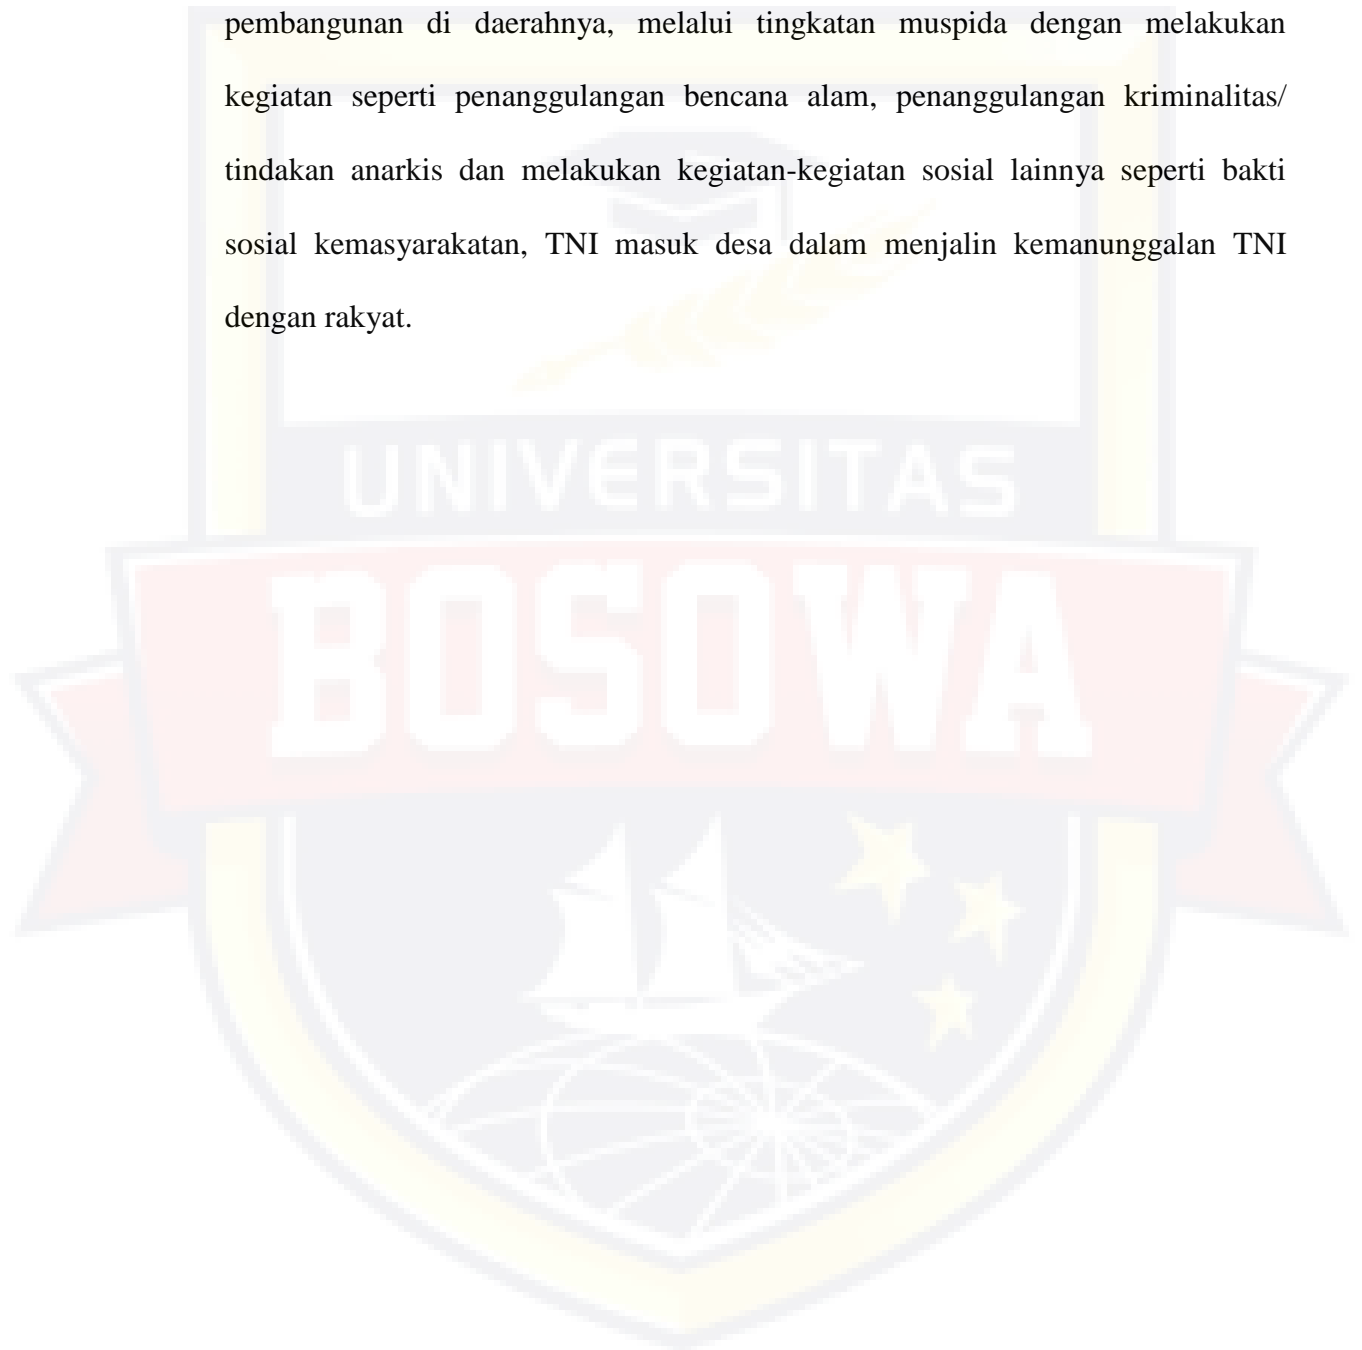 pembangunan di daerahnya, melalui tingkatan muspida dengan melakukan
kegiatan seperti penanggulangan bencana alam, penanggulangan kriminalitas/
tindakan anarkis dan melakukan kegiatan-kegiatan sosial lainnya seperti bakti
sosial kemasyarakatan, TNI masuk desa dalam menjalin kemanunggalan TNI
dengan rakyat.
UNIVERSITAS
BOSOWA